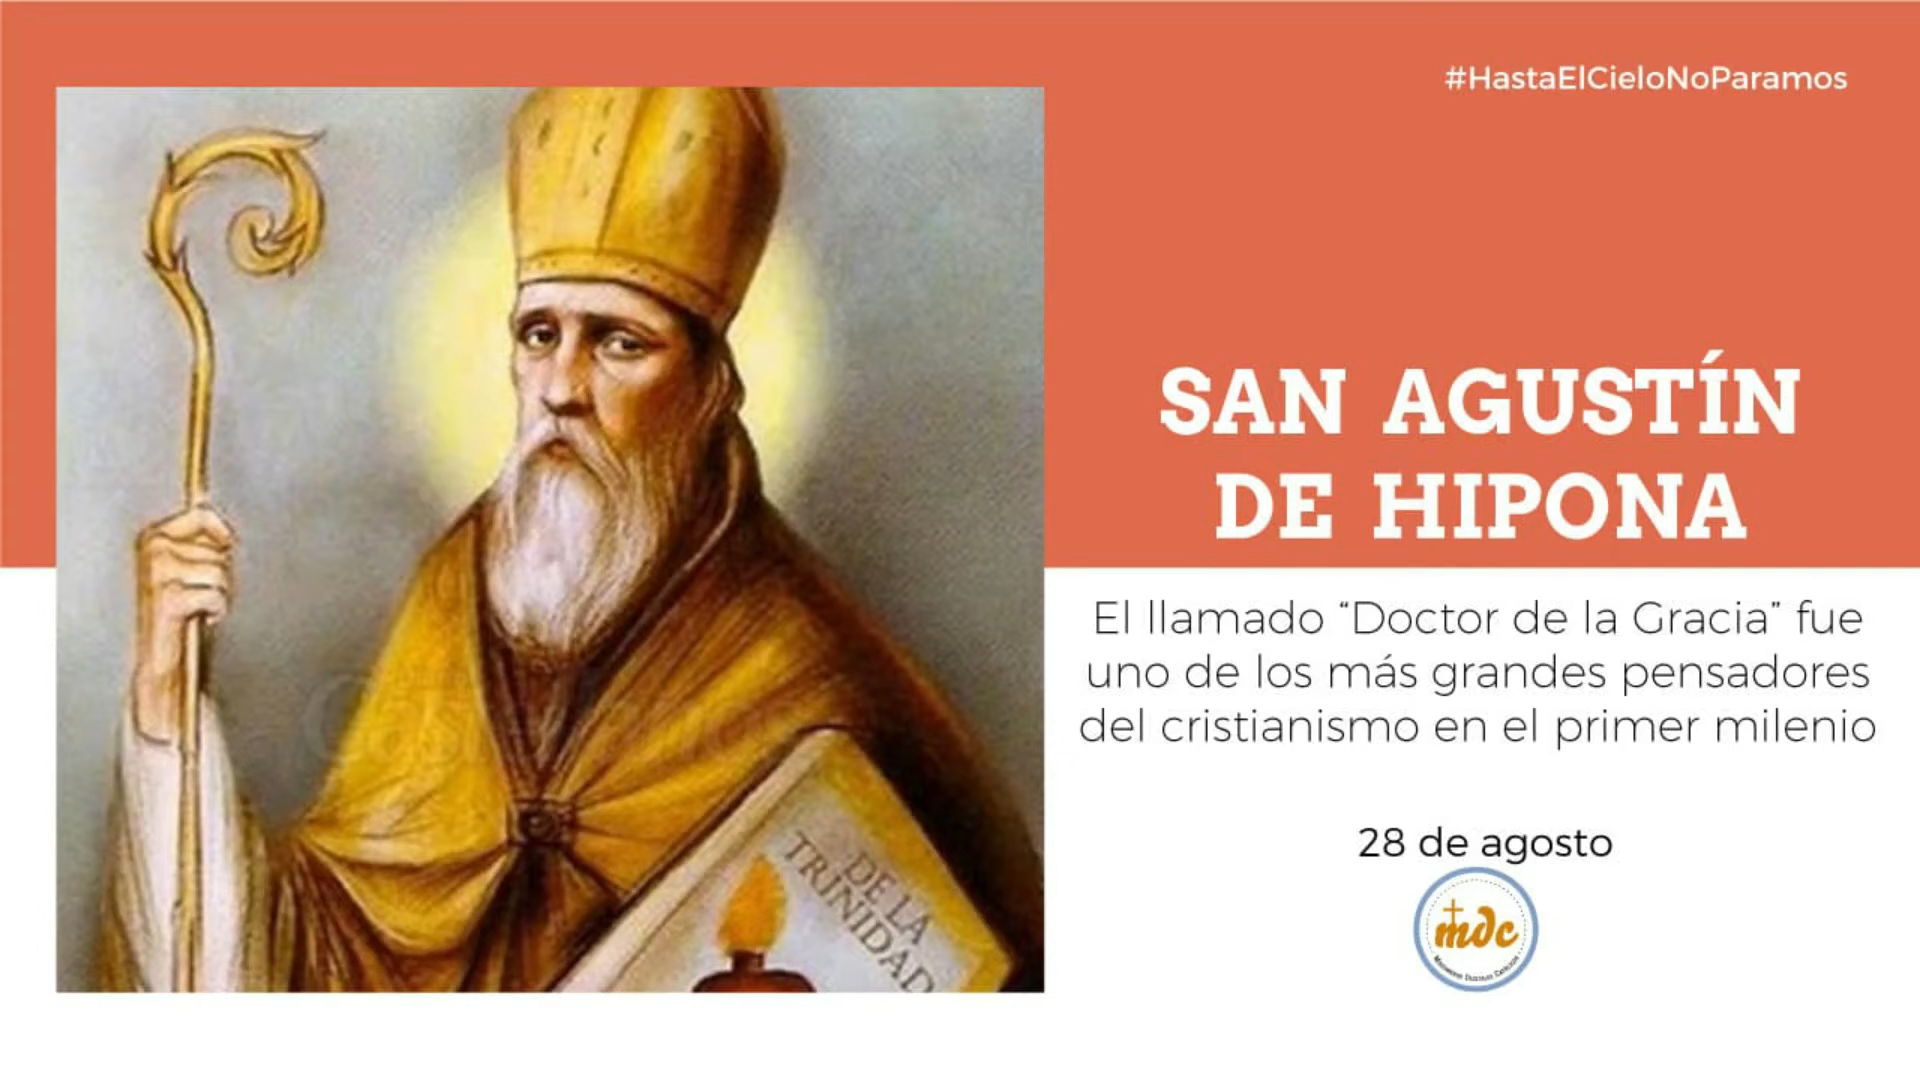 #HastaElCieloNoParamos
SAN AGUSTÍN
DE HIPONA
El llamado “Doctor de la Gracia” fue
uno de los más grandes pensadores
del cristianismo en el primer milenio
28 de agosto
mdc
DE LA
TRINIDAD